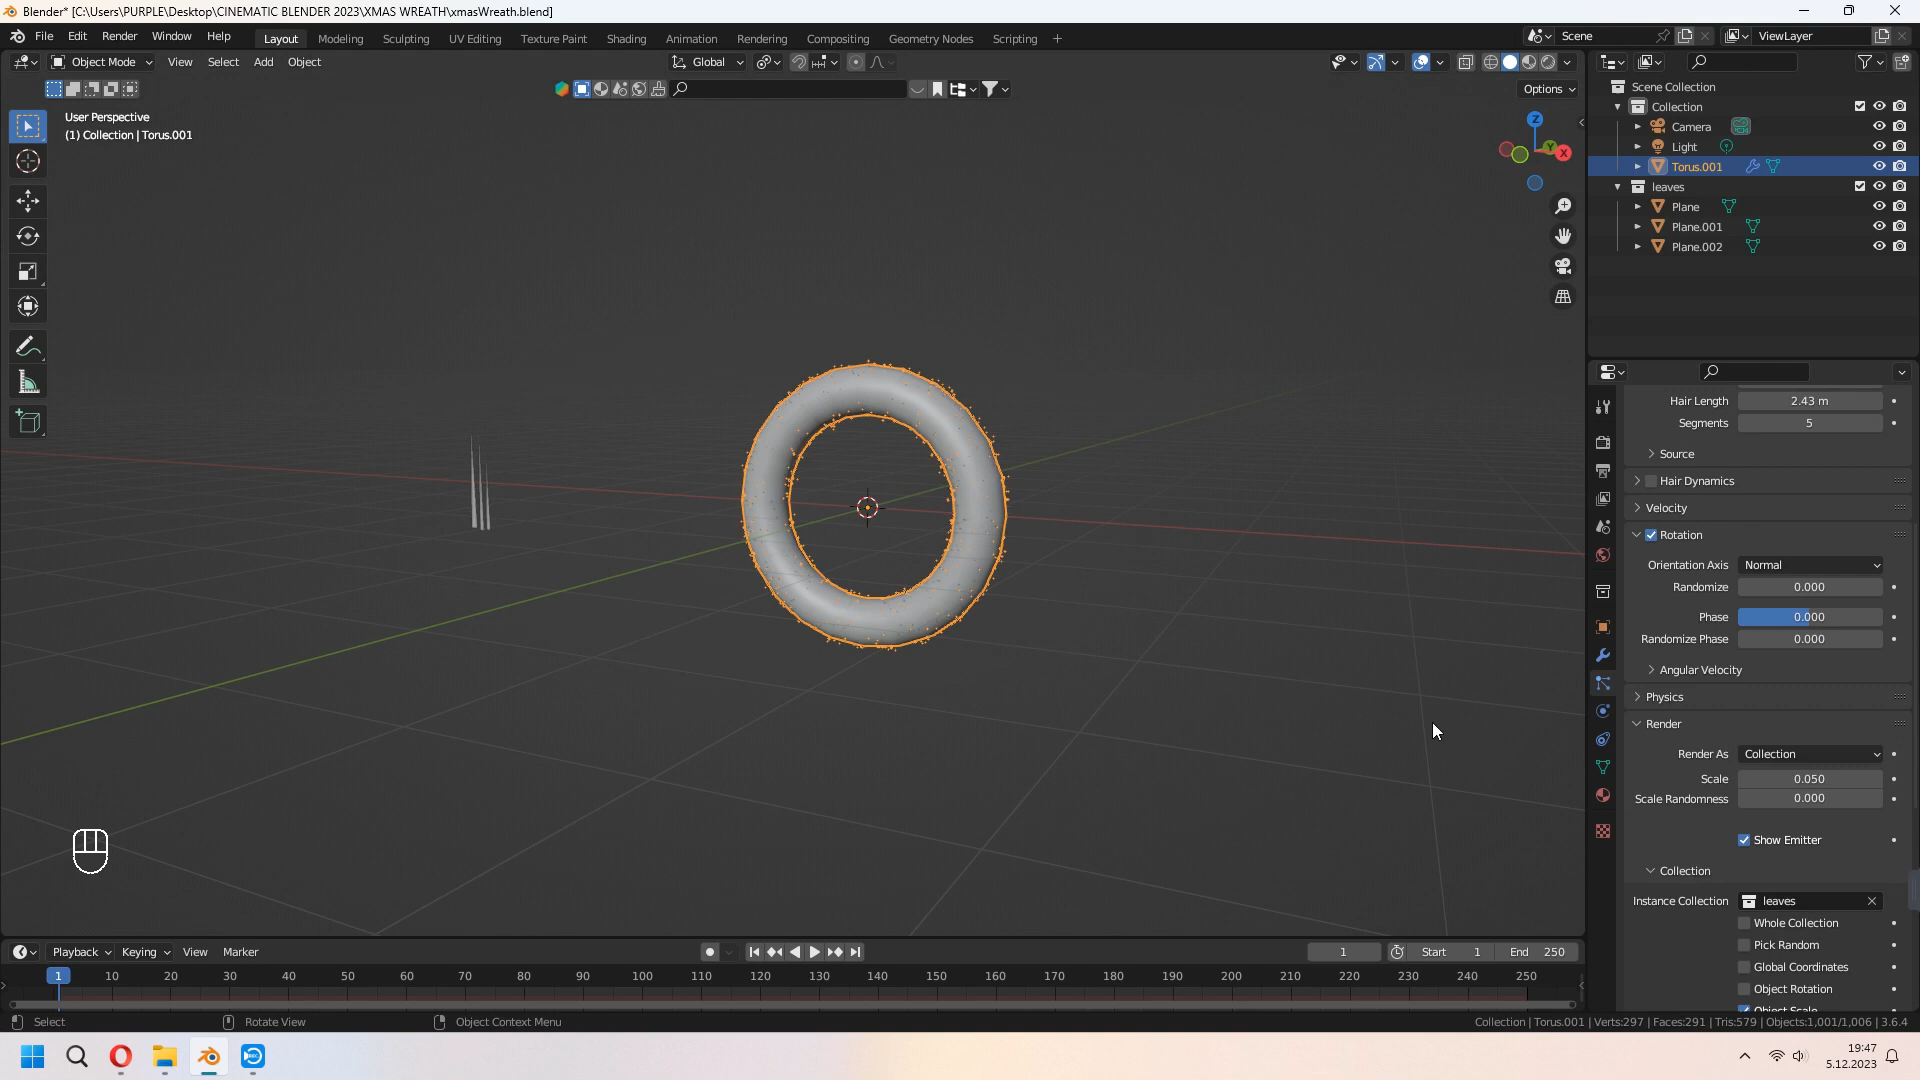 Blender* [C:\Users\PURPLE\Desktop\CINEMATIC BLENDER 2023\XMAS WREATH\xmasWreath.blend]
File Edit Render Window Help Layout Modeling Sculpting UV Editing Texture Paint Shading Animation Rendering Compositing Geometry Nodes Scripting + Scene ViewLayer
Object Mode View Select Add Object Global
Options
User Perspective
(1) Collection | Torus.001
Z
Y
X
Scene Collection
Collection
Camera
Light
Torus.001
leaves
Plane
Plane.001
Plane.002
Hair Length 2.43 m
Segments 5
Source
Hair Dynamics
Velocity
Rotation
Orientation Axis Normal
Randomize 0.000
Phase 0.000
Randomize Phase 0.000
Angular Velocity
Physics
Render
Render As Collection
Scale 0.050
Scale Randomness 0.000
Show Emitter
Collection
Instance Collection leaves
Whole Collection
Pick Random
Global Coordinates
Object Rotation
Object Scale
Playback Keying View Marker 1 Start 1 End 250
1 10 20 30 40 50 60 70 80 90 100 110 120 130 140 150 160 170 180 190 200 210 220 230 240 250
Select Rotate View Object Context Menu
Collection | Torus.001 | Verts:297 | Faces:291 | Tris:579 | Objects:1,001/1,006 | 3.6.4
19:47
5.12.2023